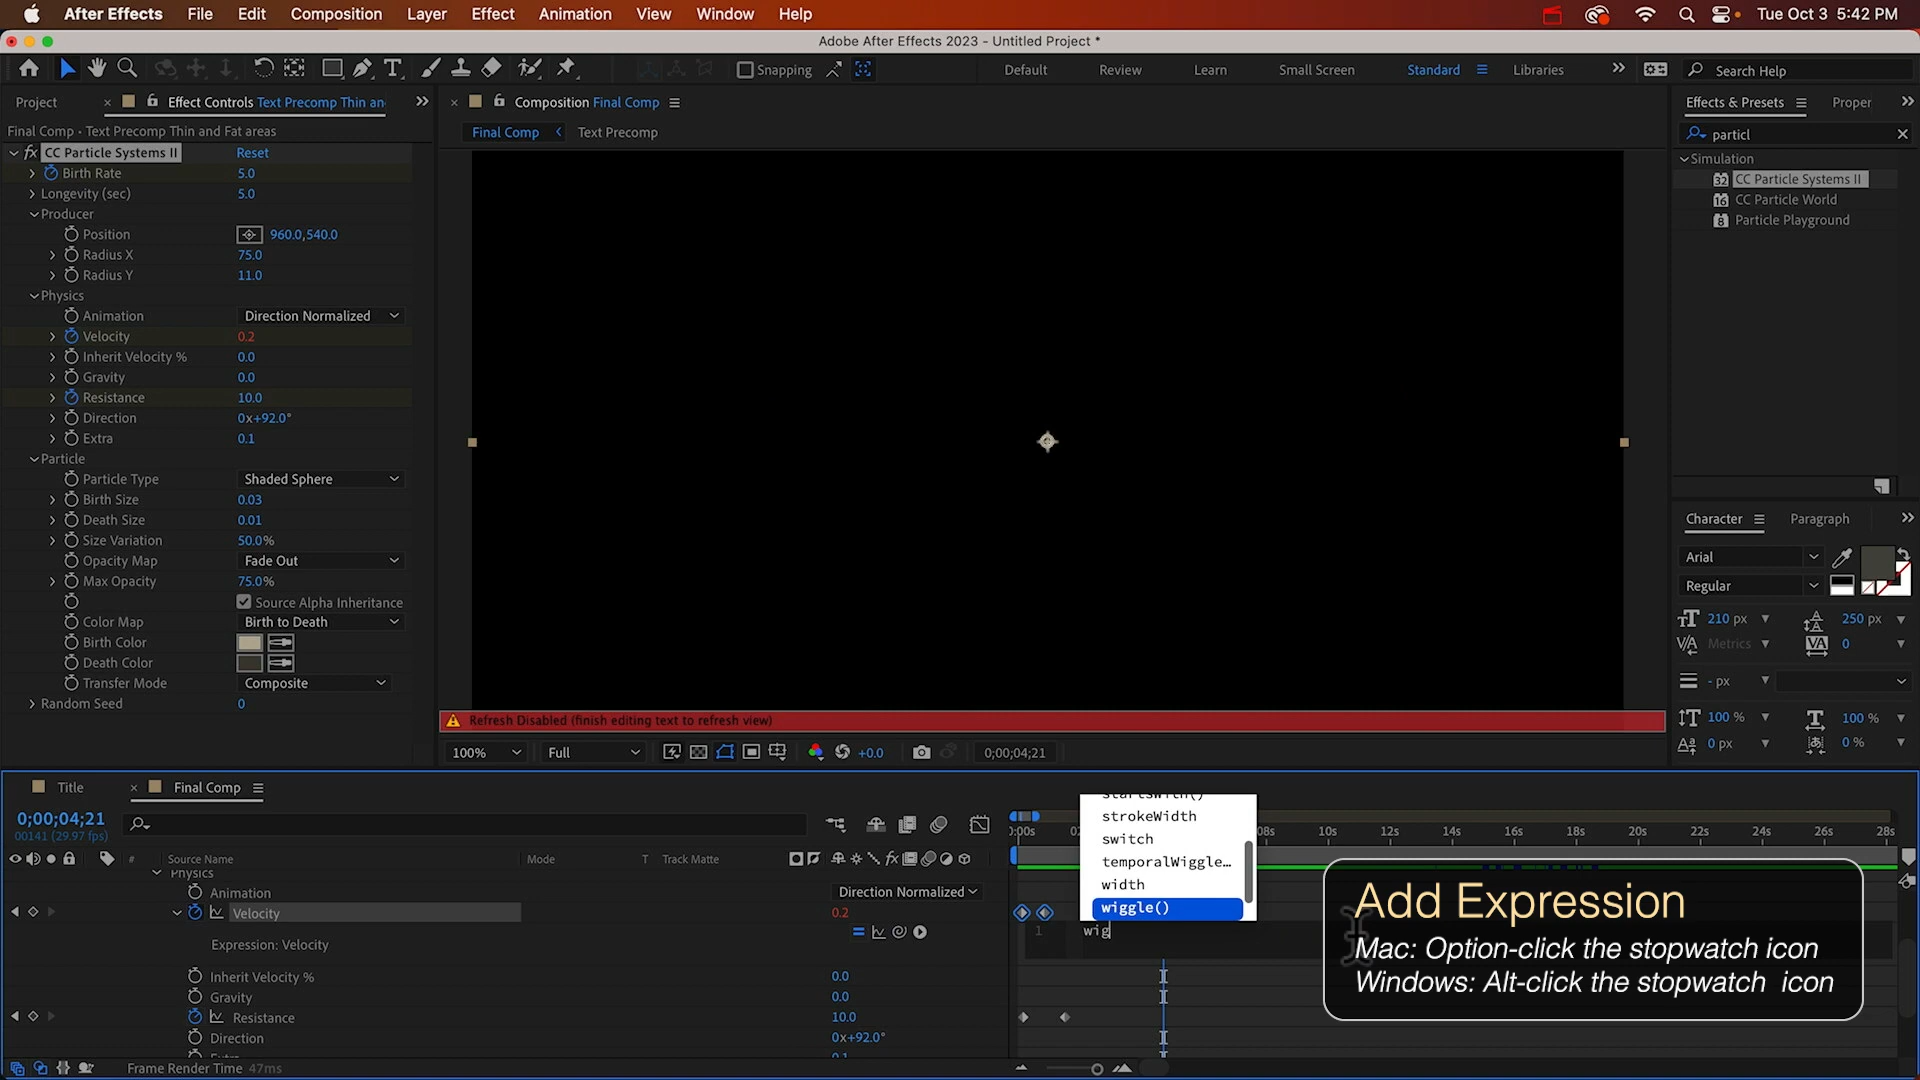 After Effects File Edit Composition Layer Effect Animation View Window Help Tue Oct 3 5:42 PM
Adobe After Effects 2023 - Untitled Project *
Snapping Default Review Learn Small Screen Standard Libraries Search Help
Project Effect Controls Text Precomp Thin an Composition Final Comp Effects & Presets Proper
Final Comp • Text Precomp Thin and Fat areas
Final Comp Text Precomp
particl
fx CC Particle Systems II Reset
Birth Rate 5.0
Longevity (sec) 5.0
Producer
Position 960.0,540.0
Radius X 75.0
Radius Y 11.0
Physics
Animation Direction Normalized
Velocity 0.2
Inherit Velocity % 0.0
Gravity 0.0
Resistance 10.0
Direction 0x+92.0°
Extra 0.1
Particle
Particle Type Shaded Sphere
Birth Size 0.03
Death Size 0.01
Size Variation 50.0%
Opacity Map Fade Out
Max Opacity 75.0%
Source Alpha Inheritance
Color Map Birth to Death
Birth Color
Death Color
Transfer Mode Composite
Random Seed 0
Simulation
32 CC Particle Systems II
16 CC Particle World
8 Particle Playground
Character Paragraph
Arial
Regular
210 px 250 px
Metrics 0
- px
100 % 100 %
0 px 0 %
Refresh Disabled (finish editing text to refresh view)
100% Full +0.0 0;00;04;21
Title Final Comp
0;00;04;21
00141 (29.97 fps)
# Source Name Mode T Track Matte fx
Physics
Animation Direction Normalized
Velocity 0.2
Expression: Velocity
Inherit Velocity % 0.0
Gravity 0.0
Resistance 10.0
Direction 0x+92.0°
Extra 0.1
Frame Render Time 47ms
0:00s 02 08s 10s 12s 14s 16s 18s 20s 22s 24s 26s 28s
startsWith()
strokeWidth
switch
temporalWiggle…
width
wiggle()
1 wig
Add Expression
Mac: Option-click the stopwatch icon
Windows: Alt-click the stopwatch icon